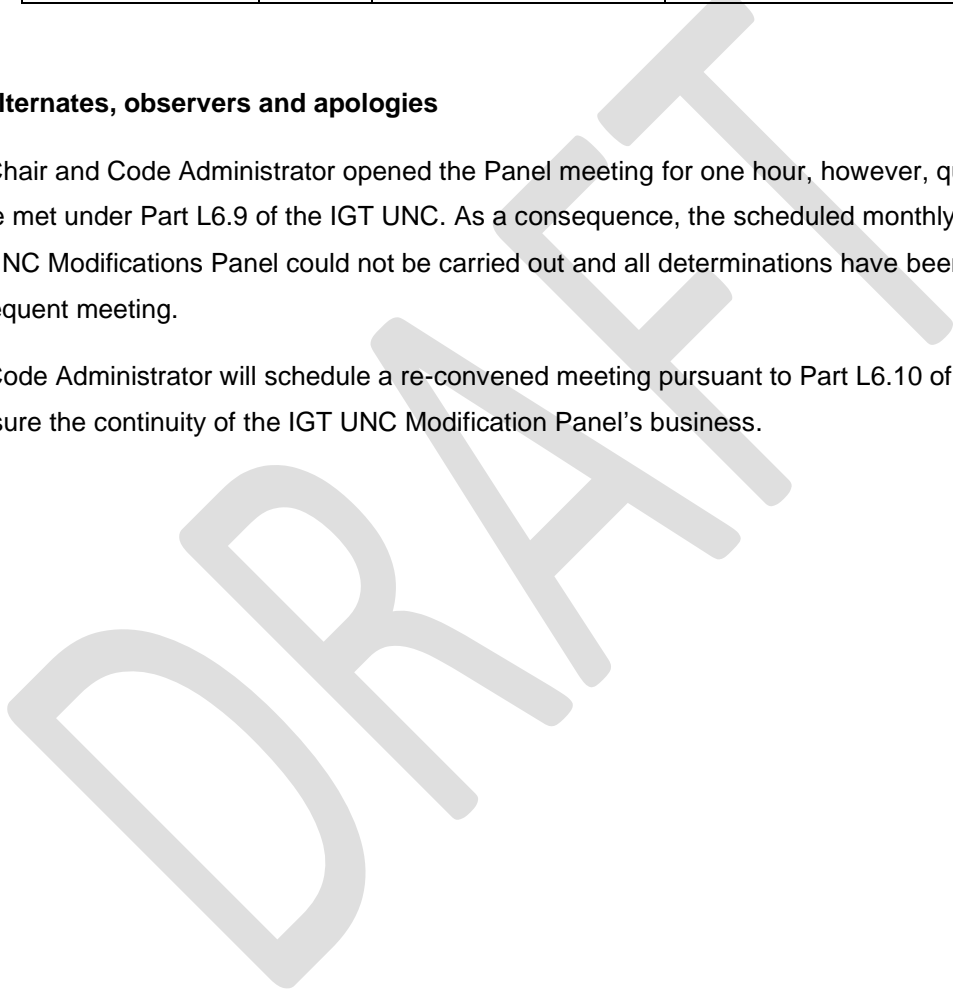 lternates, observers and apologies
Chair and Code Administrator opened the Panel meeting for one hour, however, q
e met under Part L6.9 of the IGT UNC. As a consequence, the scheduled monthly
NC Modifications Panel could not be carried out and all determinations have bee
equent meeting.
Code Administrator will schedule a re-convened meeting pursuant to Part L6.10 of
sure the continuity of the IGT UNC Modification Panel’s business.
DRAFT